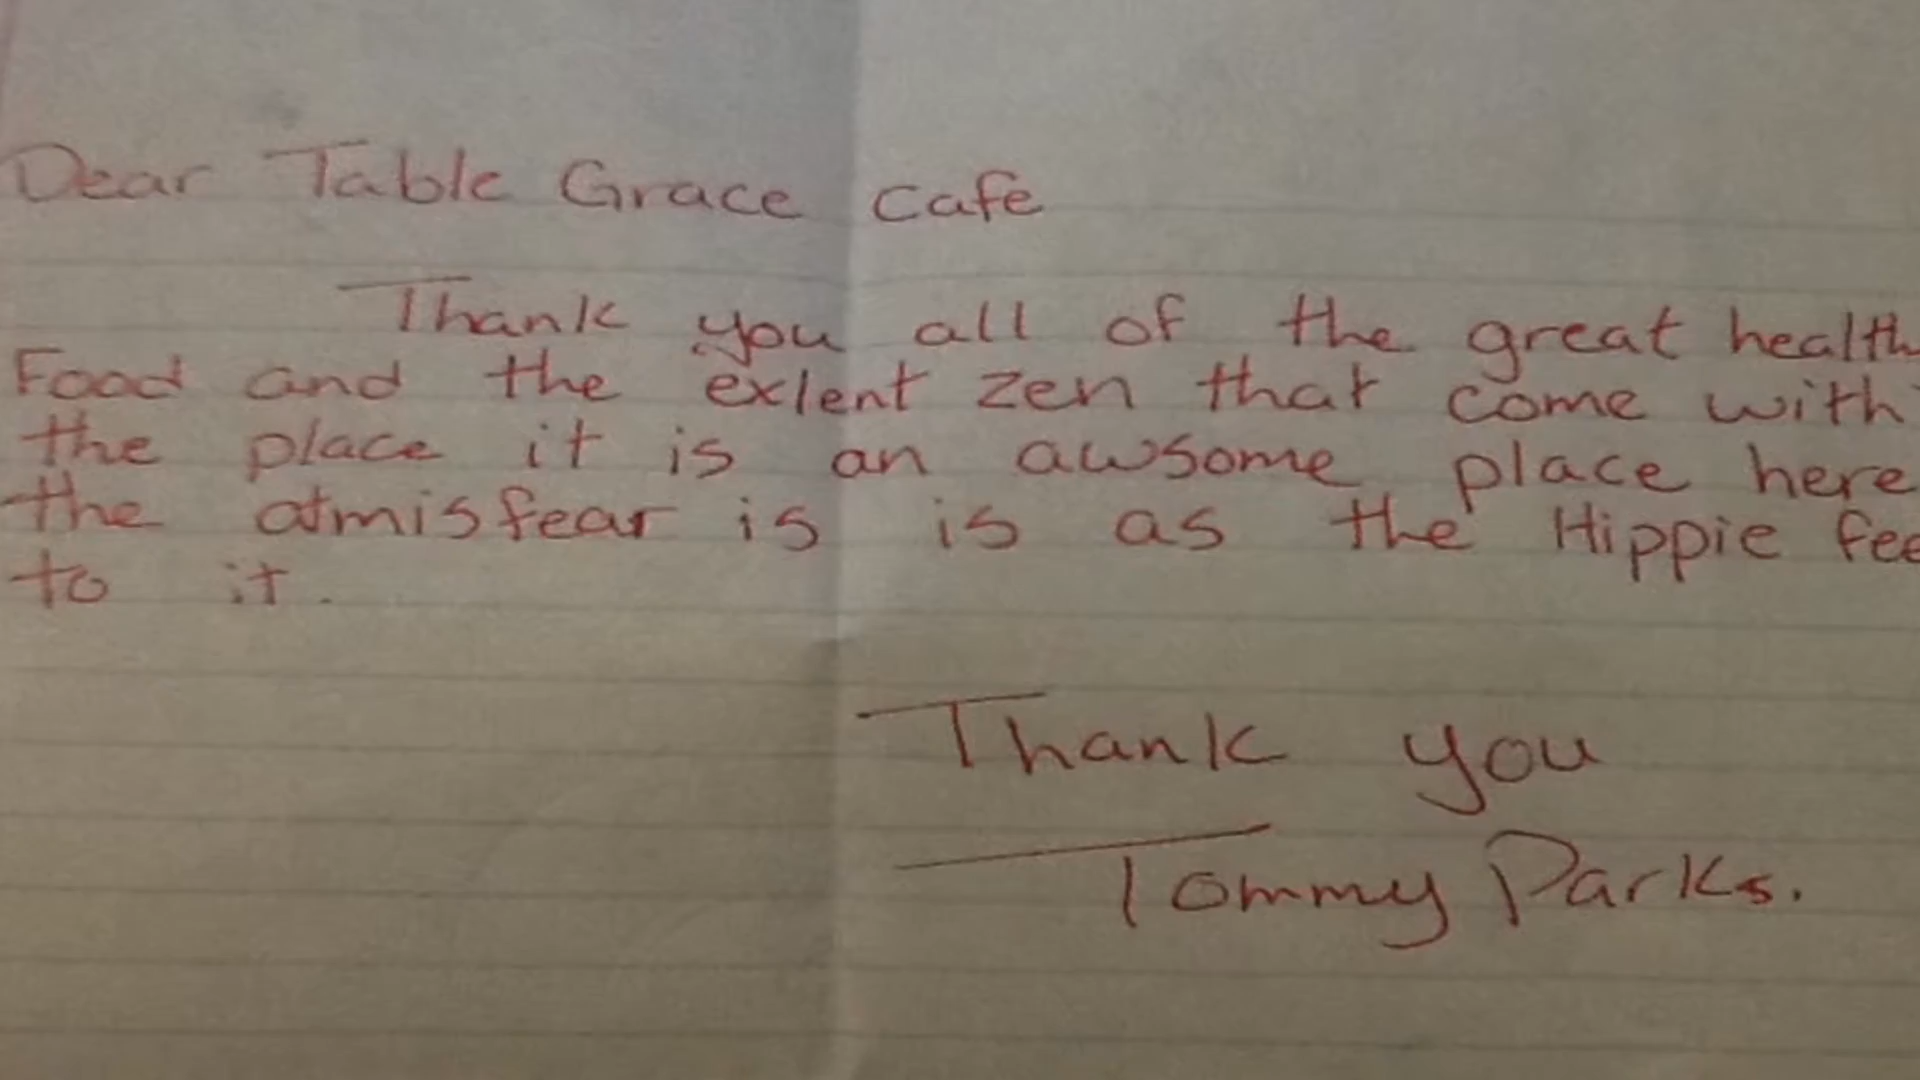 Dear Table Grace Cafe
Thank you all of the great health
Food and the exlent zen that come with
the place it is an awsome place here
the atmisfear is is as the Hippie fee
to it.
Thank you
Tommy Parks.